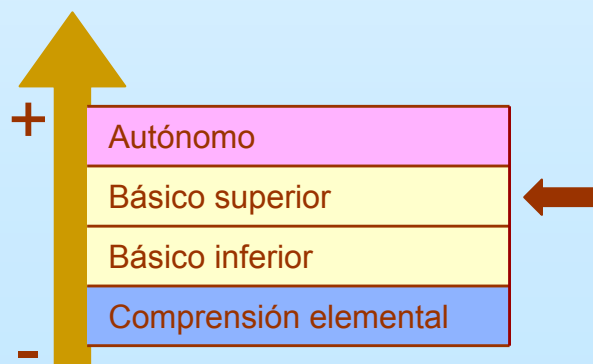 +
Autónomo
Básico superior
Básico inferior
Comprensión elemental
-